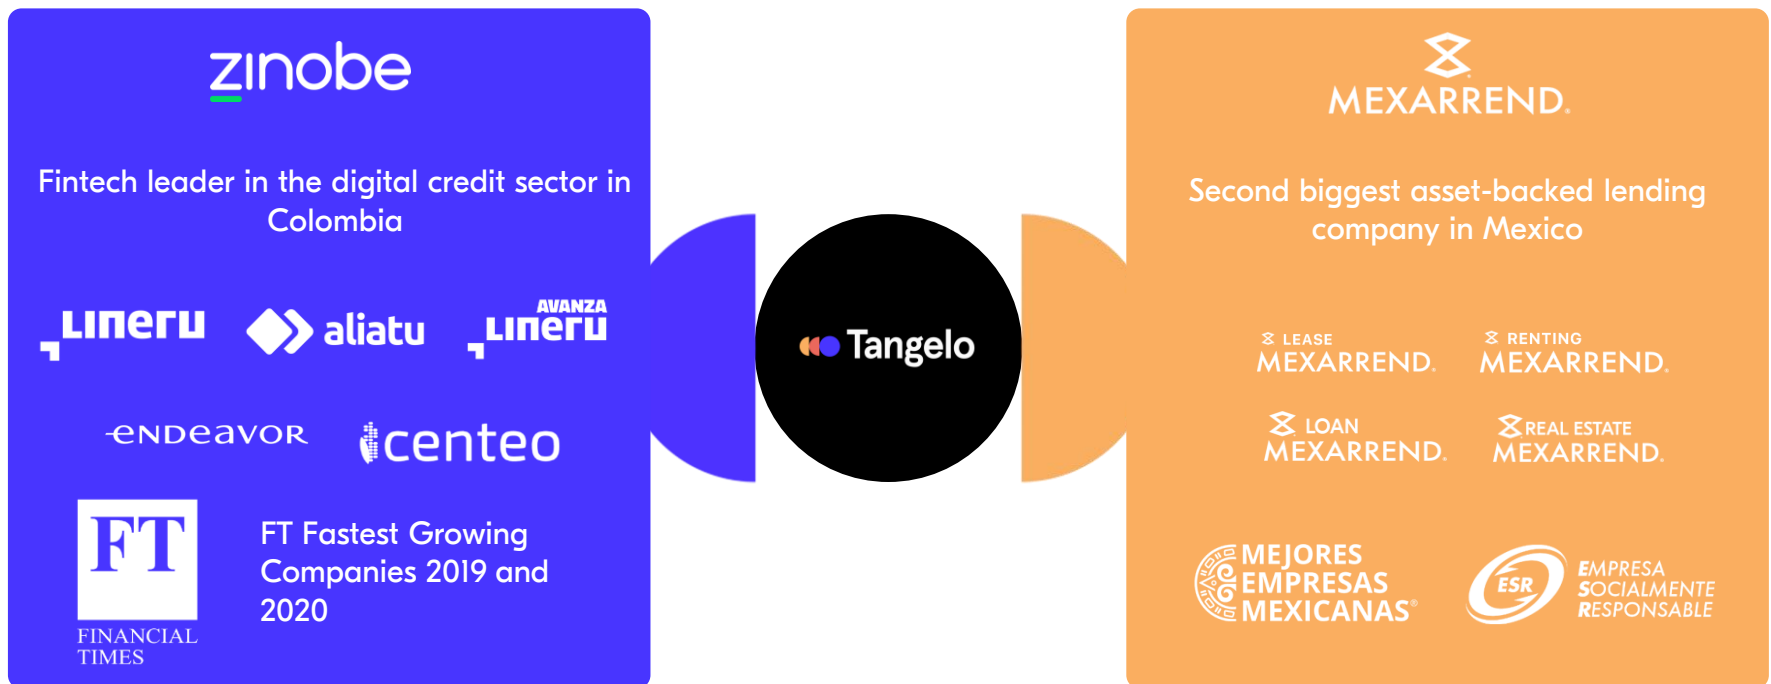 zinobe
Fintech leader in the digital credit sector in
Colombia
LINERU
aliatu
AVANZA
LINERU
ENDEAVOR
centeo
FT
FINANCIAL
TIMES
FT Fastest Growing
Companies 2019 and
2020
Tangelo
MEXARREND®
Second biggest asset-backed lending
company in Mexico
LEASE
MEXARREND®
RENTING
MEXARREND®
LOAN
MEXARREND®
REAL ESTATE
MEXARREND®
MEJORES
EMPRESAS
MEXICANAS®
ESR
EMPRESA
SOCIALMENTE
RESPONSABLE